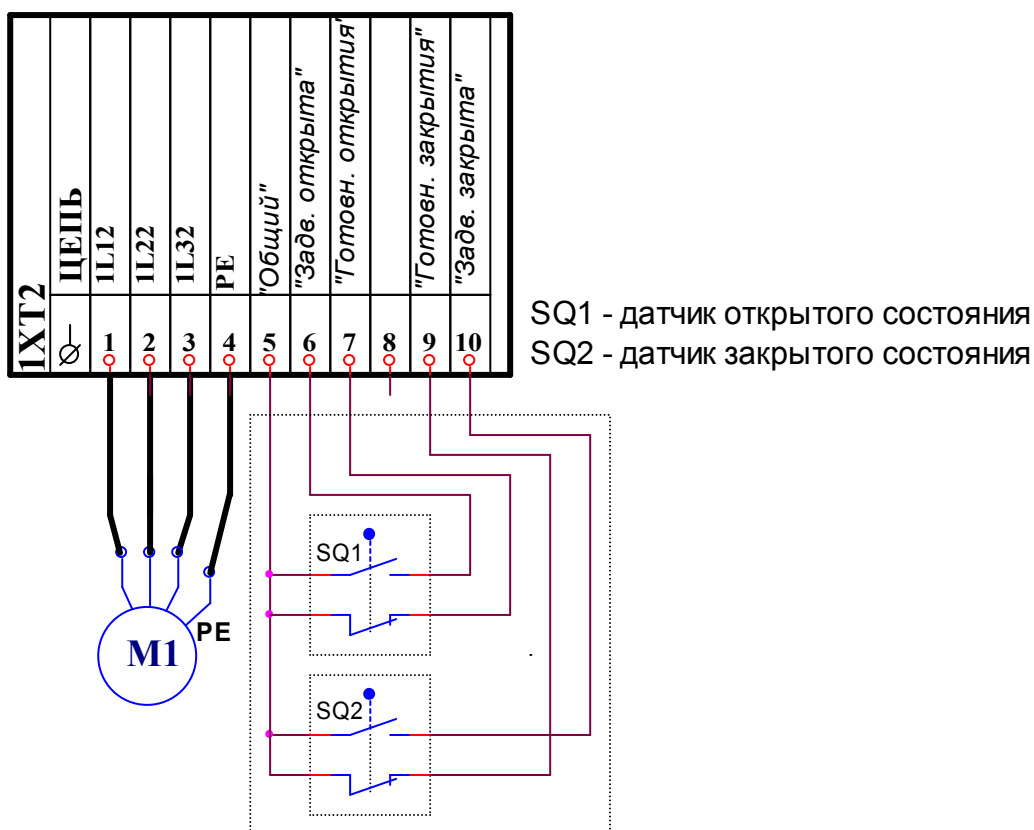 1XT2
ЦЕПЬ
1L12
1L22
1L32
PE
"Общий"
"Задв. открыта"
"Готовн. открытия"
"Готовн. закрытия"
"Задв. закрыта"
1 2 3 4 5 6 7 8 9 10
SQ1 - датчик открытого состояния
SQ2 - датчик закрытого состояния
SQ1
PE
M1
SQ2